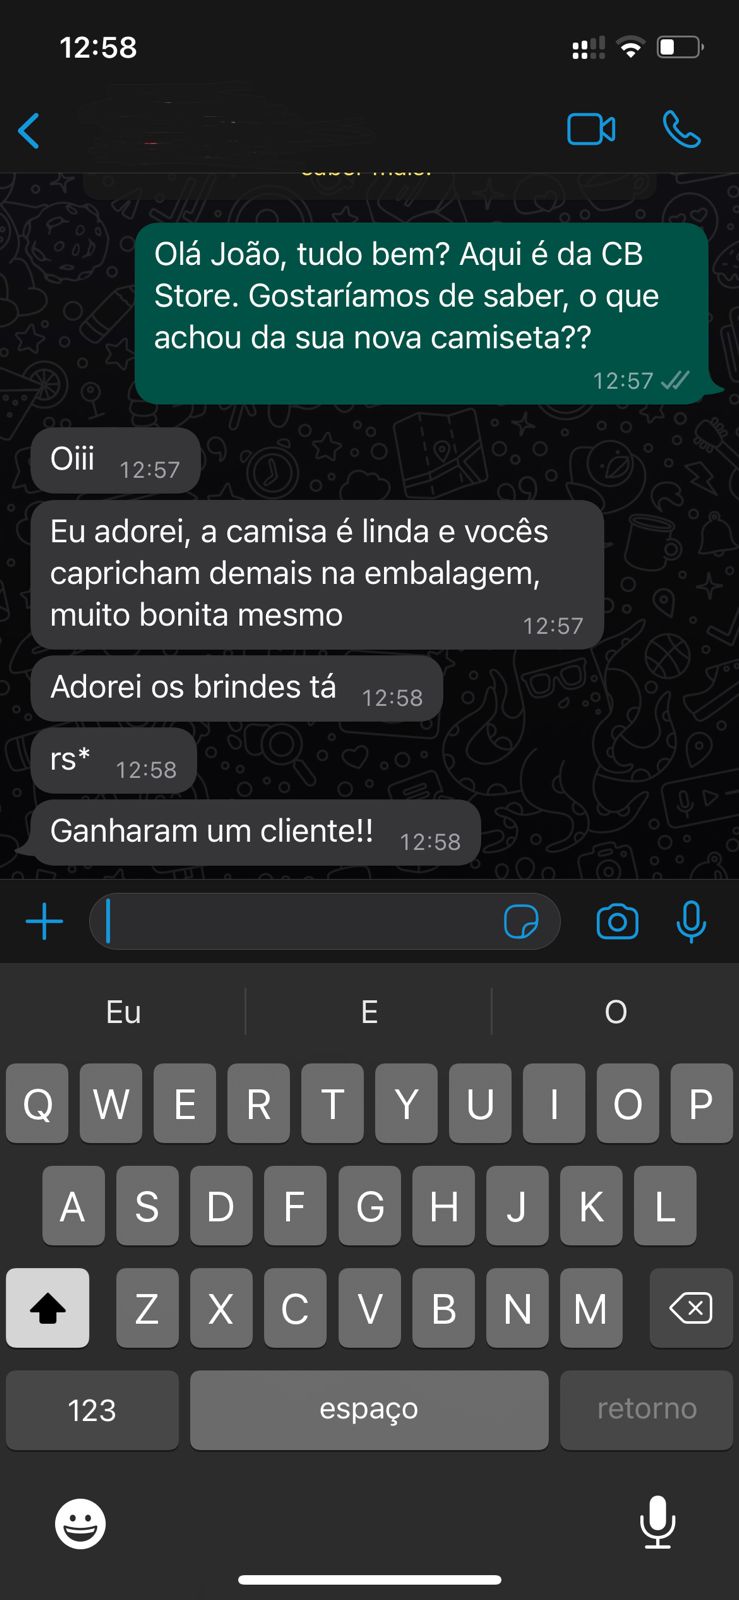 12:58
saber mais.
Olá João, tudo bem? Aqui é da CB
Store. Gostaríamos de saber, o que
achou da sua nova camiseta??
12:57
Oiii 12:57
Eu adorei, a camisa é linda e vocês
capricham demais na embalagem,
muito bonita mesmo
12:57
Adorei os brindes tá 12:58
rs* 12:58
Ganharam um cliente!! 12:58
Eu E O
Q W E R T Y U I O P
A S D F G H J K L
Z X C V B N M
123 espaço retorno